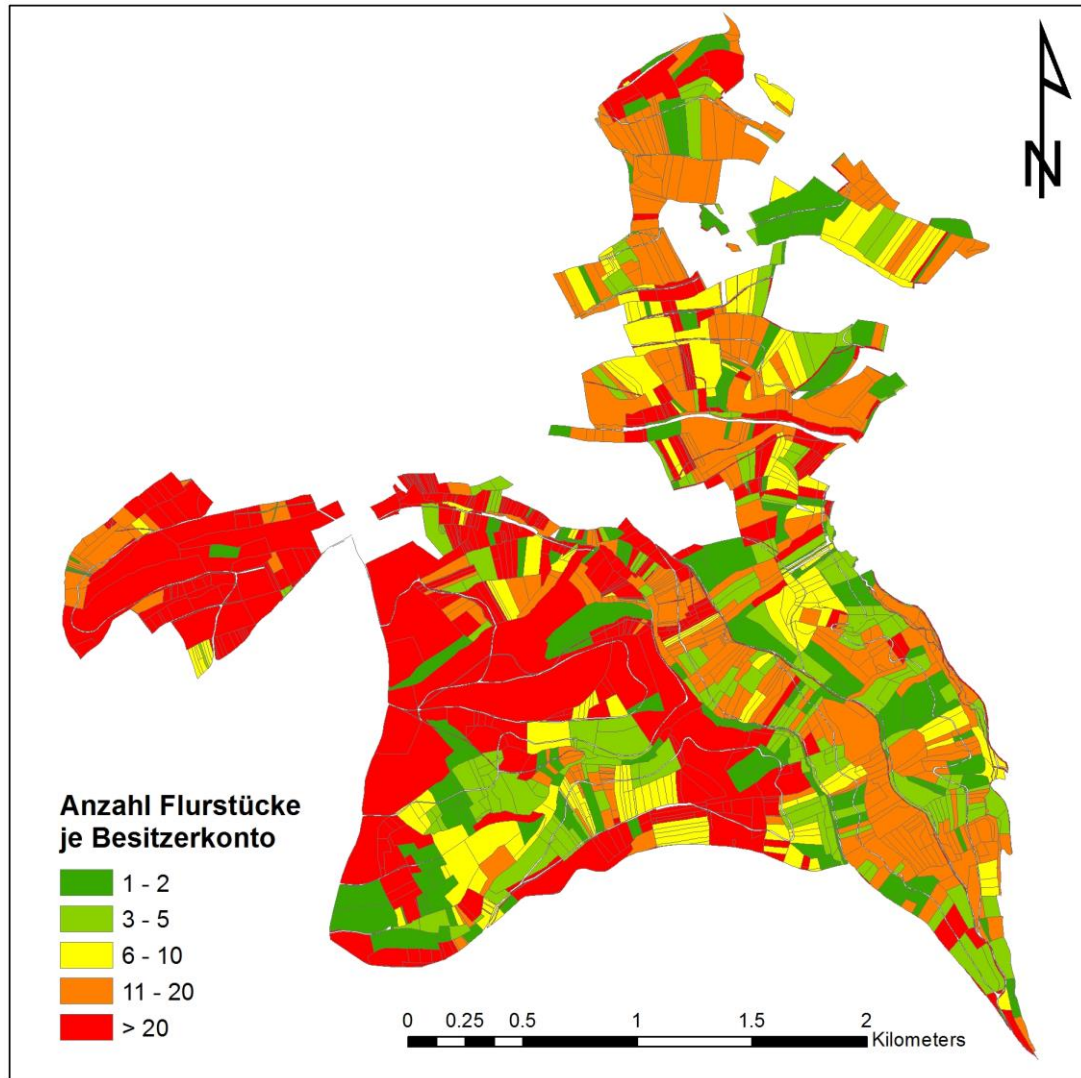 N
Anzahl Flurstücke
je Besitzerkonto
1 - 2
3 - 5
6 - 10
11 - 20
> 20
0 0.25 0.5 1 1.5 2
Kilometers